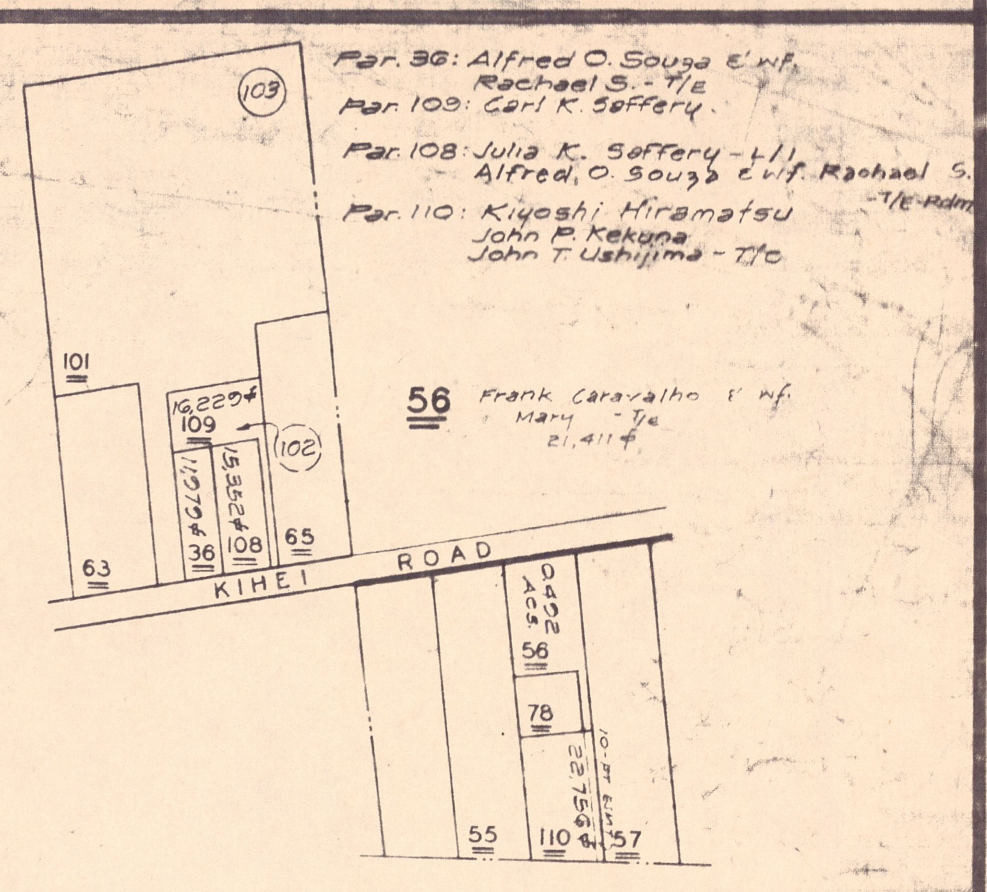 103
Par. 36: Alfred O. Souza & wf.
Rachael S. - T/E
Par. 109: Carl K. Saffery.
Par. 108: Julia K. Saffery - L/I
Alfred, O. Souza & wf. Rachael S.
- T/E - Rdm
Par. 110: Kiyoshi Hiramatsu
John P. Kekuna
John T. Ushijima - T/C
101
16,229⌗
109
102
11,979⌗
36
15,352⌗
108
65
63
KIHEI ROAD
56 Frank Caravalho & wf.
Mary - T/E
21,411⌗
0.492
ACS.
56
78
22,756⌗
10-FT
55
110
57